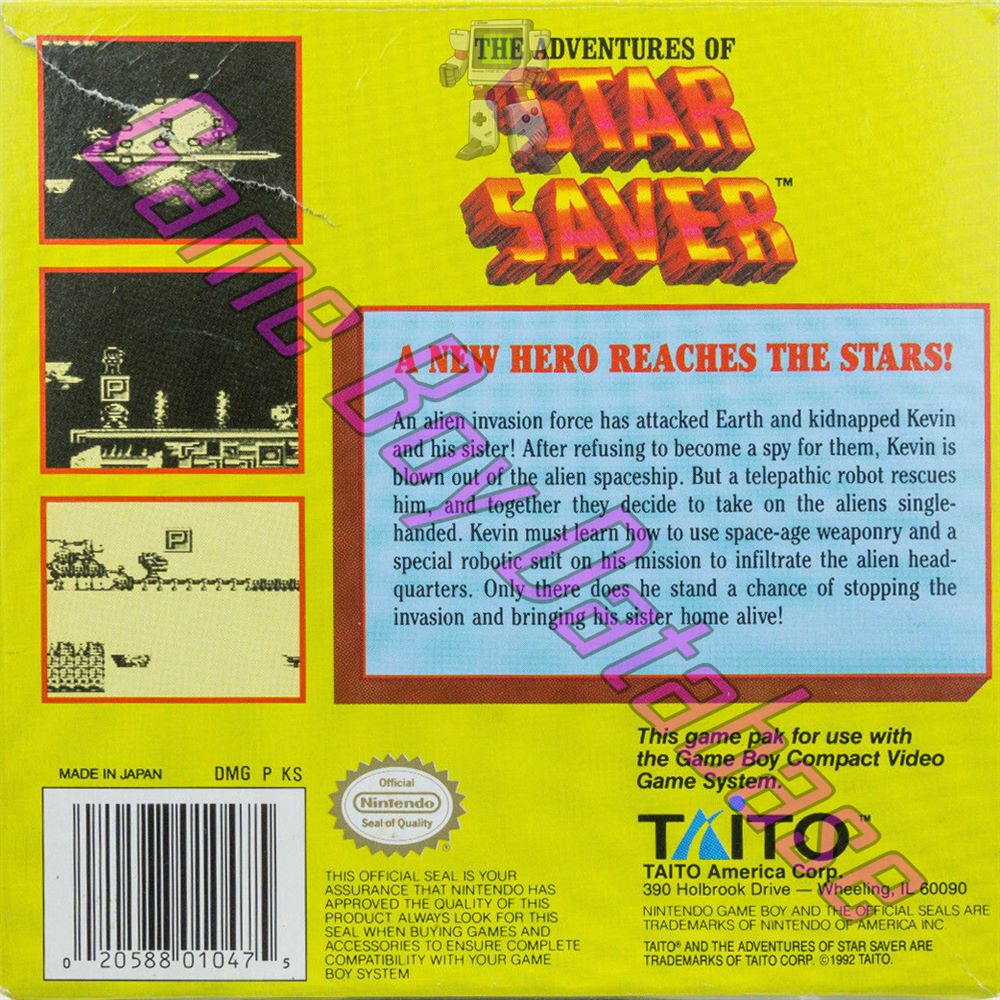 THE ADVENTURES OF
STAR
SAVER™
P
P
A NEW HERO REACHES THE STARS!
An alien invasion force has attacked Earth and kidnapped Kevin
and his sister! After refusing to become a spy for them, Kevin is
blown out of the alien spaceship. But a telepathic robot rescues
him, and together they decide to take on the aliens single-
handed. Kevin must learn how to use space-age weaponry and a
special robotic suit on his mission to infiltrate the alien head-
quarters. Only there does he stand a chance of stopping the
invasion and bringing his sister home alive!
Game Boy Database
This game pak for use with
the Game Boy Compact Video
Game System.
MADE IN JAPAN DMG P KS
0 20588 01047 5
Official
Nintendo
Seal of Quality
®
THIS OFFICIAL SEAL IS YOUR
ASSURANCE THAT NINTENDO HAS
APPROVED THE QUALITY OF THIS
PRODUCT. ALWAYS LOOK FOR THIS
SEAL WHEN BUYING GAMES AND
ACCESSORIES TO ENSURE COMPLETE
COMPATIBILITY WITH YOUR GAME
BOY SYSTEM
TAITO™
TAITO America Corp.
390 Holbrook Drive — Wheeling, IL 60090
NINTENDO GAME BOY AND THE OFFICIAL SEALS ARE
TRADEMARKS OF NINTENDO OF AMERICA INC.
TAITO® AND THE ADVENTURES OF STAR SAVER ARE
TRADEMARKS OF TAITO CORP. ©1992 TAITO.